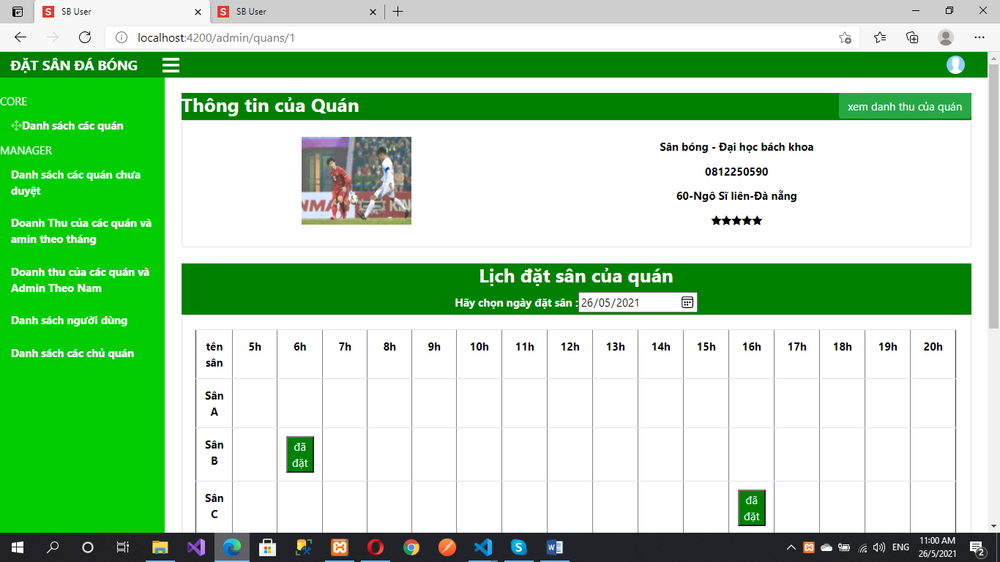 SB User
SB User
localhost:4200/admin/quans/1
ĐẶT SÂN ĐÁ BÓNG
CORE
Danh sách các quán
MANAGER
Danh sách các quán chưa
duyệt
Doanh Thu của các quán và
amin theo tháng
Doanh thu của các quán và
Admin Theo Nam
Danh sách người dùng
Danh sách các chủ quán
Thông tin của Quán
xem danh thu của quán
Sân bóng - Đại học bách khoa
0812250590
60-Ngô Sĩ liên-Đà nẵng
Lịch đặt sân của quán
Hãy chọn ngày đặt sân : 26/05/2021
tên
sân
5h 6h 7h 8h 9h 10h 11h 12h 13h 14h 15h 16h 17h 18h 19h 20h
Sân
A
Sân
B
đã
đặt
Sân
C
đã
đặt
ENG
11:00 AM
26/5/2021
2